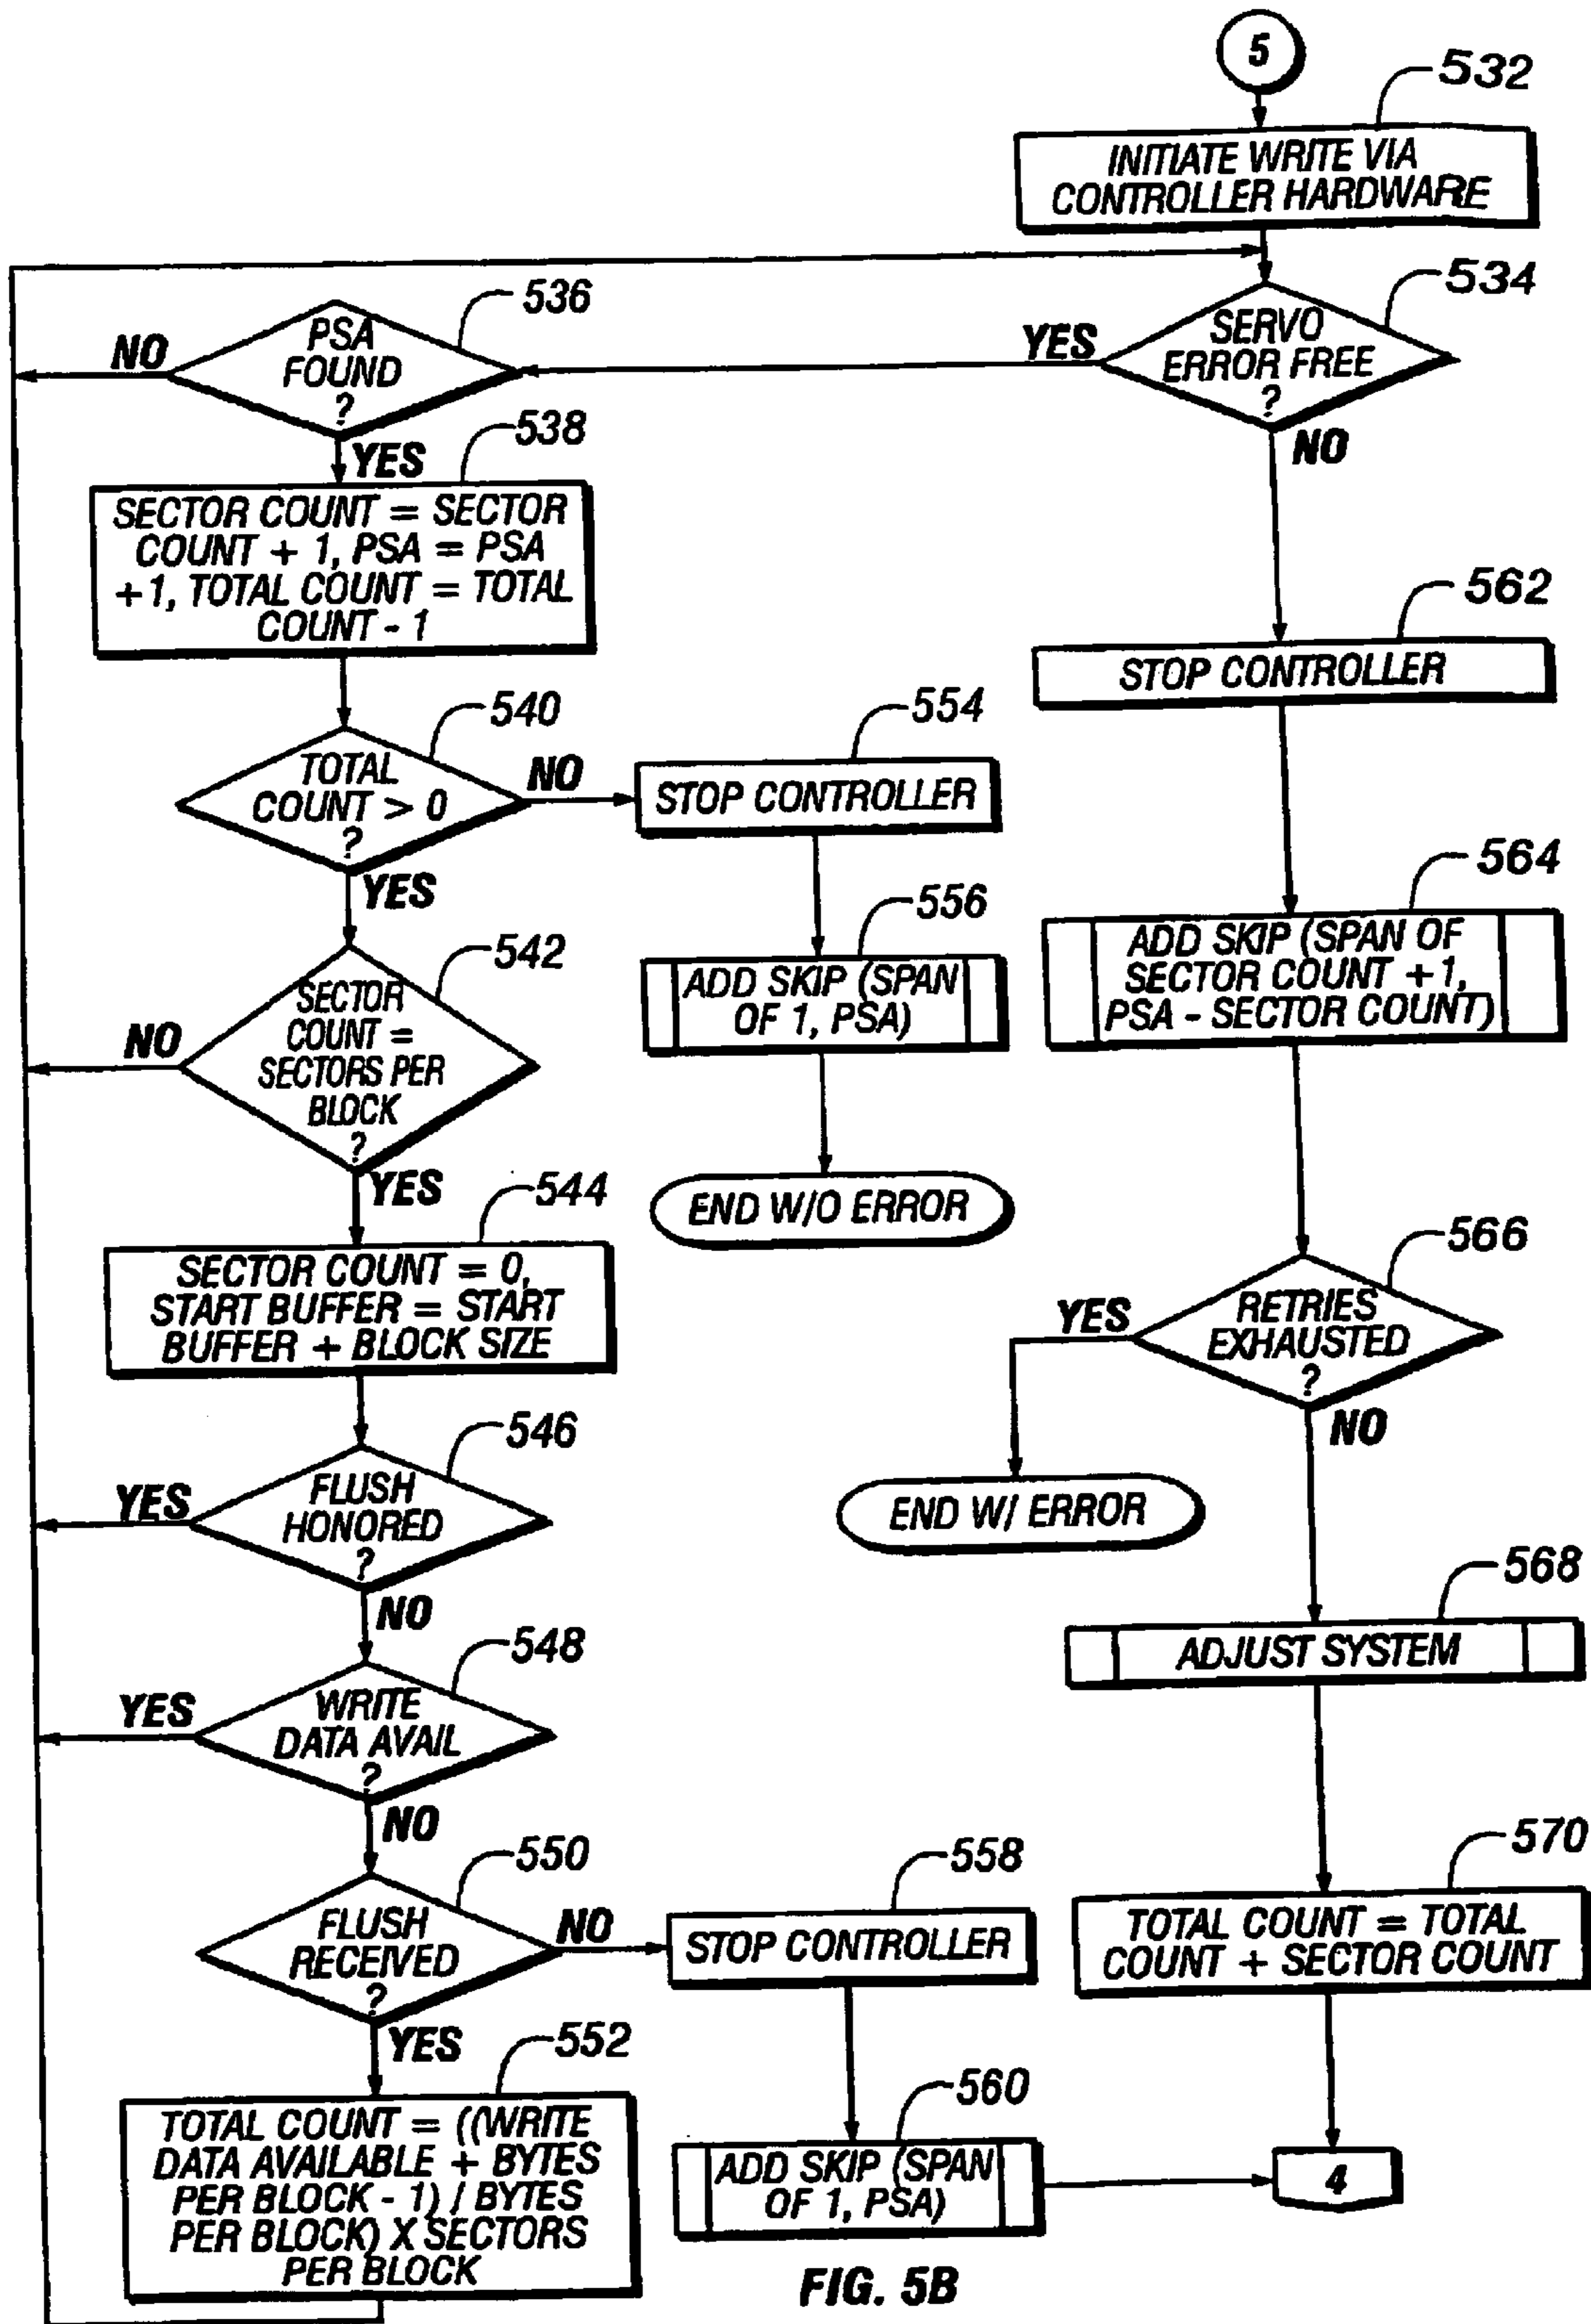 5
532
INITIATE WRITE VIA
CONTROLLER HARDWARE
534
SERVO
ERROR FREE
?
YES
NO
536
PSA
FOUND
?
NO
YES
538
SECTOR COUNT = SECTOR
COUNT + 1, PSA = PSA
+1, TOTAL COUNT = TOTAL
COUNT - 1
540
TOTAL
COUNT > 0
?
NO
YES
554
STOP CONTROLLER
556
ADD SKIP (SPAN
OF 1, PSA)
END W/O ERROR
542
SECTOR
COUNT =
SECTORS PER
BLOCK
?
NO
YES
544
SECTOR COUNT = 0,
START BUFFER = START
BUFFER + BLOCK SIZE
546
FLUSH
HONORED
?
YES
NO
548
WRITE
DATA AVAIL
?
YES
NO
550
FLUSH
RECEIVED
?
NO
YES
552
TOTAL COUNT = ((WRITE
DATA AVAILABLE + BYTES
PER BLOCK - 1) / BYTES
PER BLOCK) X SECTORS
PER BLOCK
558
STOP CONTROLLER
560
ADD SKIP (SPAN
OF 1, PSA)
562
STOP CONTROLLER
564
ADD SKIP (SPAN OF
SECTOR COUNT +1,
PSA - SECTOR COUNT)
566
RETRIES
EXHAUSTED
?
YES
NO
END W/ ERROR
568
ADJUST SYSTEM
570
TOTAL COUNT = TOTAL
COUNT + SECTOR COUNT
4
FIG. 5B